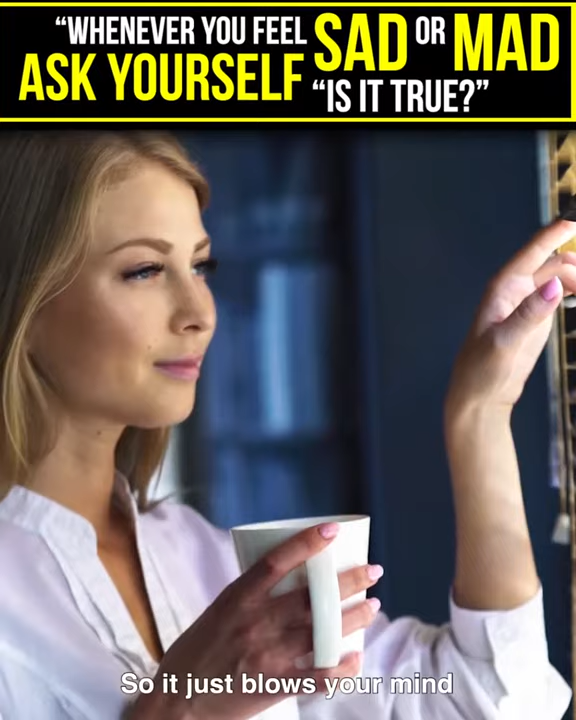 “WHENEVER YOU FEEL SAD OR MAD
ASK YOURSELF “IS IT TRUE?”
So it just blows your mind